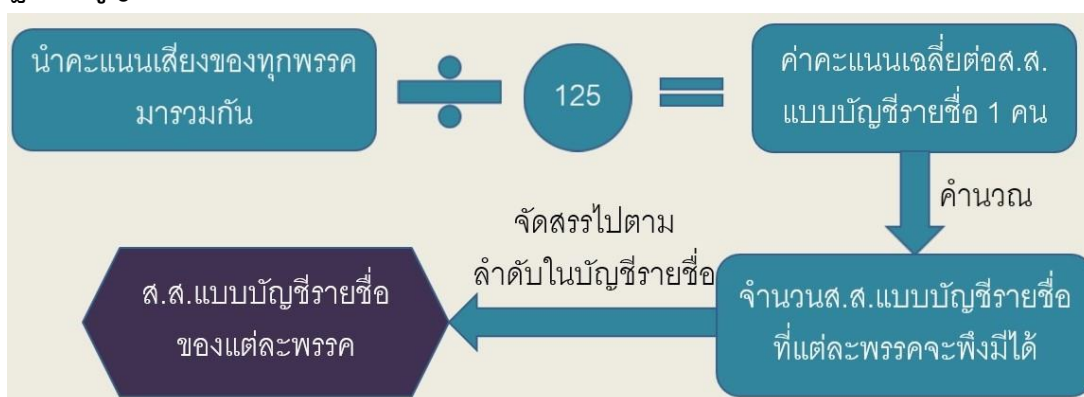 นำคะแนนเสียงของทุกพรรค
มารวมกัน
125
ค่าคะแนนเฉลี่ยต่อส.ส.
แบบบัญชีรายชื่อ 1 คน
คำนวณ
จัดสรรไปตาม
ลำดับในบัญชีรายชื่อ
จำนวนส.ส.แบบบัญชีรายชื่อ
ที่แต่ละพรรคจะพึงมีได้
ส.ส.แบบบัญชีรายชื่อ
ของแต่ละพรรค